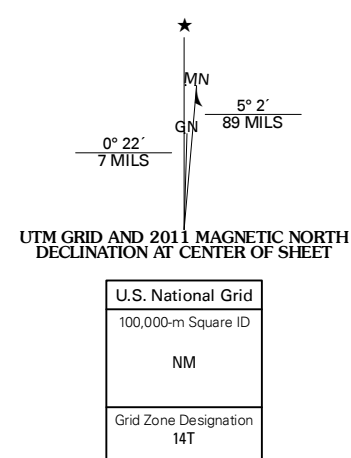 ★
MN
GN
5° 2´
89 MILS
0° 22´
7 MILS
UTM GRID AND 2011 MAGNETIC NORTH
DECLINATION AT CENTER OF SHEET
U.S. National Grid
100,000-m Square ID
NM
Grid Zone Designation
14T